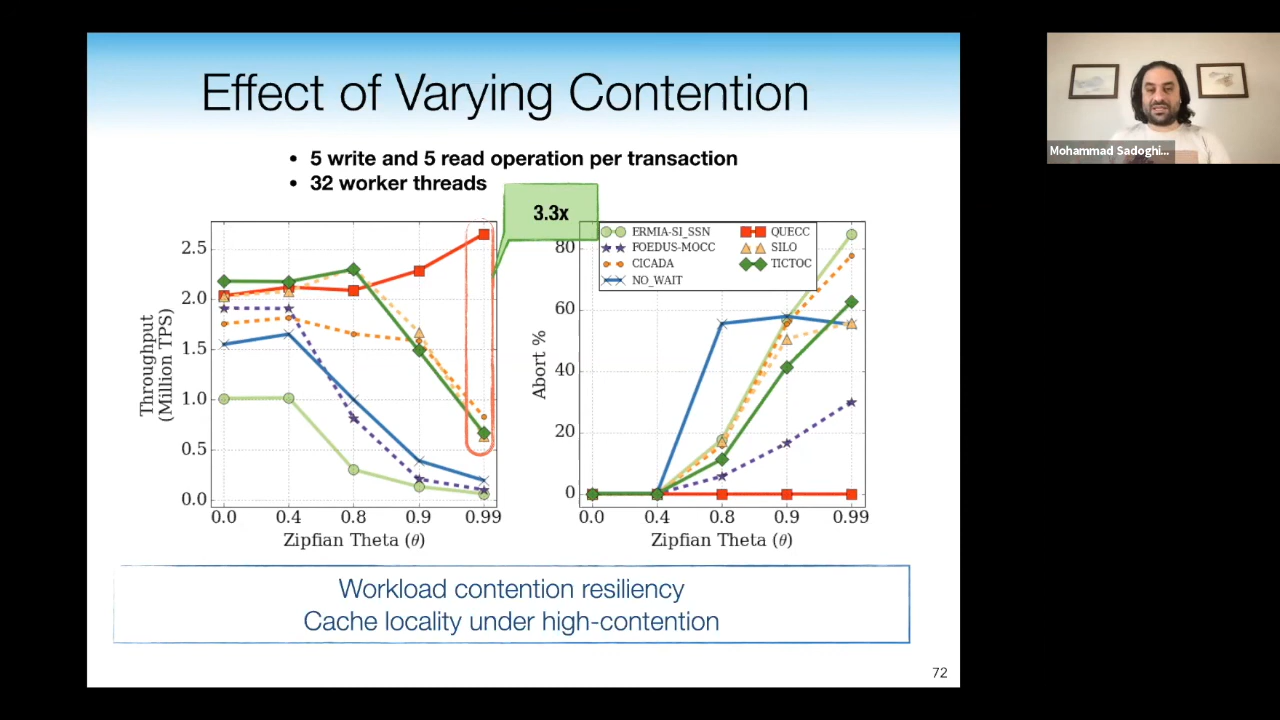 Effect of Varying Contention
• 5 write and 5 read operation per transaction
• 32 worker threads
3.3x
Throughput
(Million TPS)
2.5
2.0
1.5
1.0
0.5
0.0
0.0 0.4 0.8 0.9 0.99
Zipfian Theta (θ)
Abort %
80
60
40
20
0
0.0 0.4 0.8 0.9 0.99
Zipfian Theta (θ)
ERMIA-SI_SSN
FOEDUS-MOCC
CICADA
NO_WAIT
QUECC
SILO
TICTOC
Workload contention resiliency
Cache locality under high-contention
72
Mohammad Sadoghi...